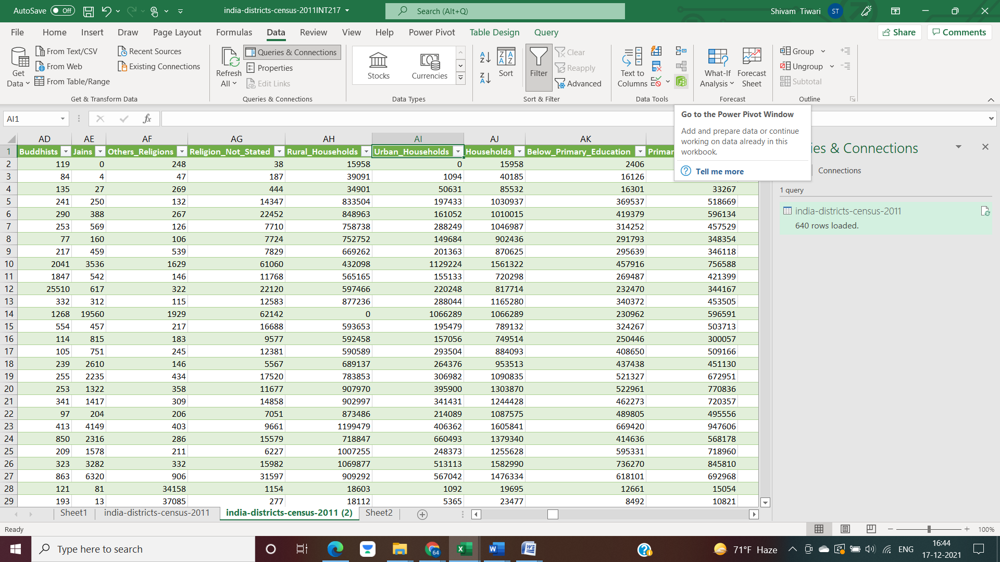 AutoSave Off india-districts-census-2011INT217 Search (Alt+Q) Shivam Tiwari ST
File Home Insert Draw Page Layout Formulas Data Review View Help Power Pivot Table Design Query Share Comments
Get Data
From Text/CSV
From Web
From Table/Range
Recent Sources
Existing Connections
Get & Transform Data
Refresh All
Queries & Connections
Properties
Edit Links
Queries & Connections
Stocks Currencies
Data Types
Sort
Filter
Clear
Reapply
Advanced
Sort & Filter
Text to Columns
Data Tools
What-If Analysis
Forecast Sheet
Forecast
Group
Ungroup
Subtotal
Outline
AI1 fx
Go to the Power Pivot Window
Add and prepare data or continue
working on data already in this
workbook.
Tell me more
ies & Connections
Connections
1 query
india-districts-census-2011
640 rows loaded.
AD AE AF AG AH AI AJ AK
1 Buddhists Jains Others_Religions Religion_Not_Stated Rural_Households Urban_Households Households Below_Primary_Education Primar
2 119 0 248 38 15958 0 15958 2406
3 84 4 47 187 39091 1094 40185 16126
4 135 27 269 444 34901 50631 85532 16301 33267
5 241 250 132 14347 833504 197433 1030937 369537 518669
6 290 388 267 22452 848963 161052 1010015 419379 596134
7 253 569 126 7710 758738 288249 1046987 314252 457529
8 77 160 106 7724 752752 149684 902436 291793 348354
9 217 459 539 7829 669262 201363 870625 295639 346118
10 2041 3536 1629 61060 432098 1129224 1561322 457916 756588
11 1847 542 146 11768 565165 155133 720298 269487 421399
12 25510 617 322 22120 597466 220248 817714 232470 344167
13 332 312 115 12583 877236 288044 1165280 340372 453505
14 1268 19560 1929 62142 0 1066289 1066289 230962 596591
15 554 457 217 16688 593653 195479 789132 324267 503713
16 114 815 183 9577 592458 157056 749514 250446 300057
17 105 751 245 12381 590589 293504 884093 408650 509166
18 239 2610 146 5567 689137 264376 953513 437438 451130
19 255 2235 434 17520 783853 306982 1090835 521327 672951
20 253 1322 358 11677 907970 395900 1303870 522961 770836
21 341 1417 309 14858 902997 341431 1244428 462273 720357
22 97 204 206 7051 873486 214089 1087575 489805 495556
23 413 4149 403 9661 1199479 406362 1605841 669420 947606
24 850 2316 286 15579 718847 660493 1379340 414636 568178
25 209 1578 211 6227 1007255 248373 1255628 595331 718960
26 323 3282 332 15982 1069877 513113 1582990 736270 845810
27 863 6320 906 31597 909292 567042 1476334 618101 692968
28 121 81 34158 1154 18603 1092 19695 12661 15054
29 193 13 37085 277 18112 5365 23477 8492 10821
Sheet1 india-districts-census-2011 india-districts-census-2011 (2) Sheet2
Ready 100%
Type here to search 64 71°F Haze ENG 16:44
17-12-2021